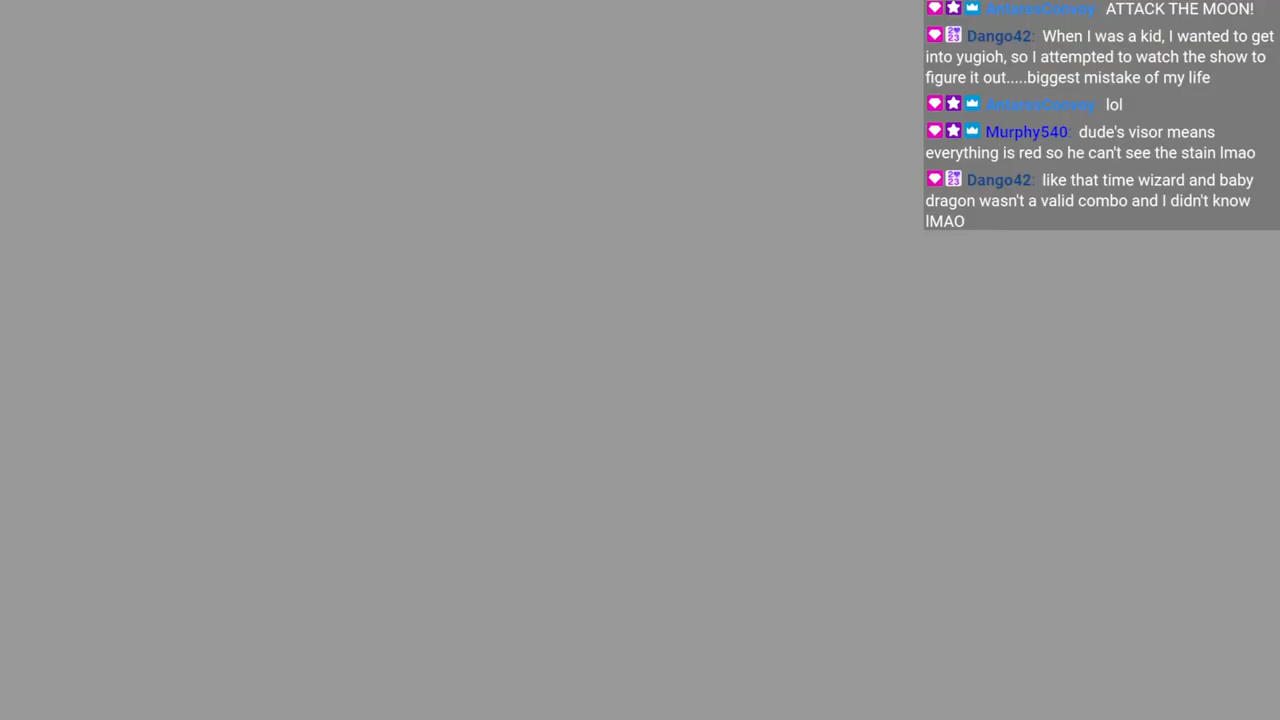 AntaresConvoy ATTACK THE MOON!
Dango42: When I was a kid, I wanted to get
into yugioh, so I attempted to watch the show to
figure it out.....biggest mistake of my life
AntaresConvoy lol
Murphy540: dude's visor means
everything is red so he can't see the stain lmao
Dango42: like that time wizard and baby
dragon wasn't a valid combo and I didn't know
lMAO